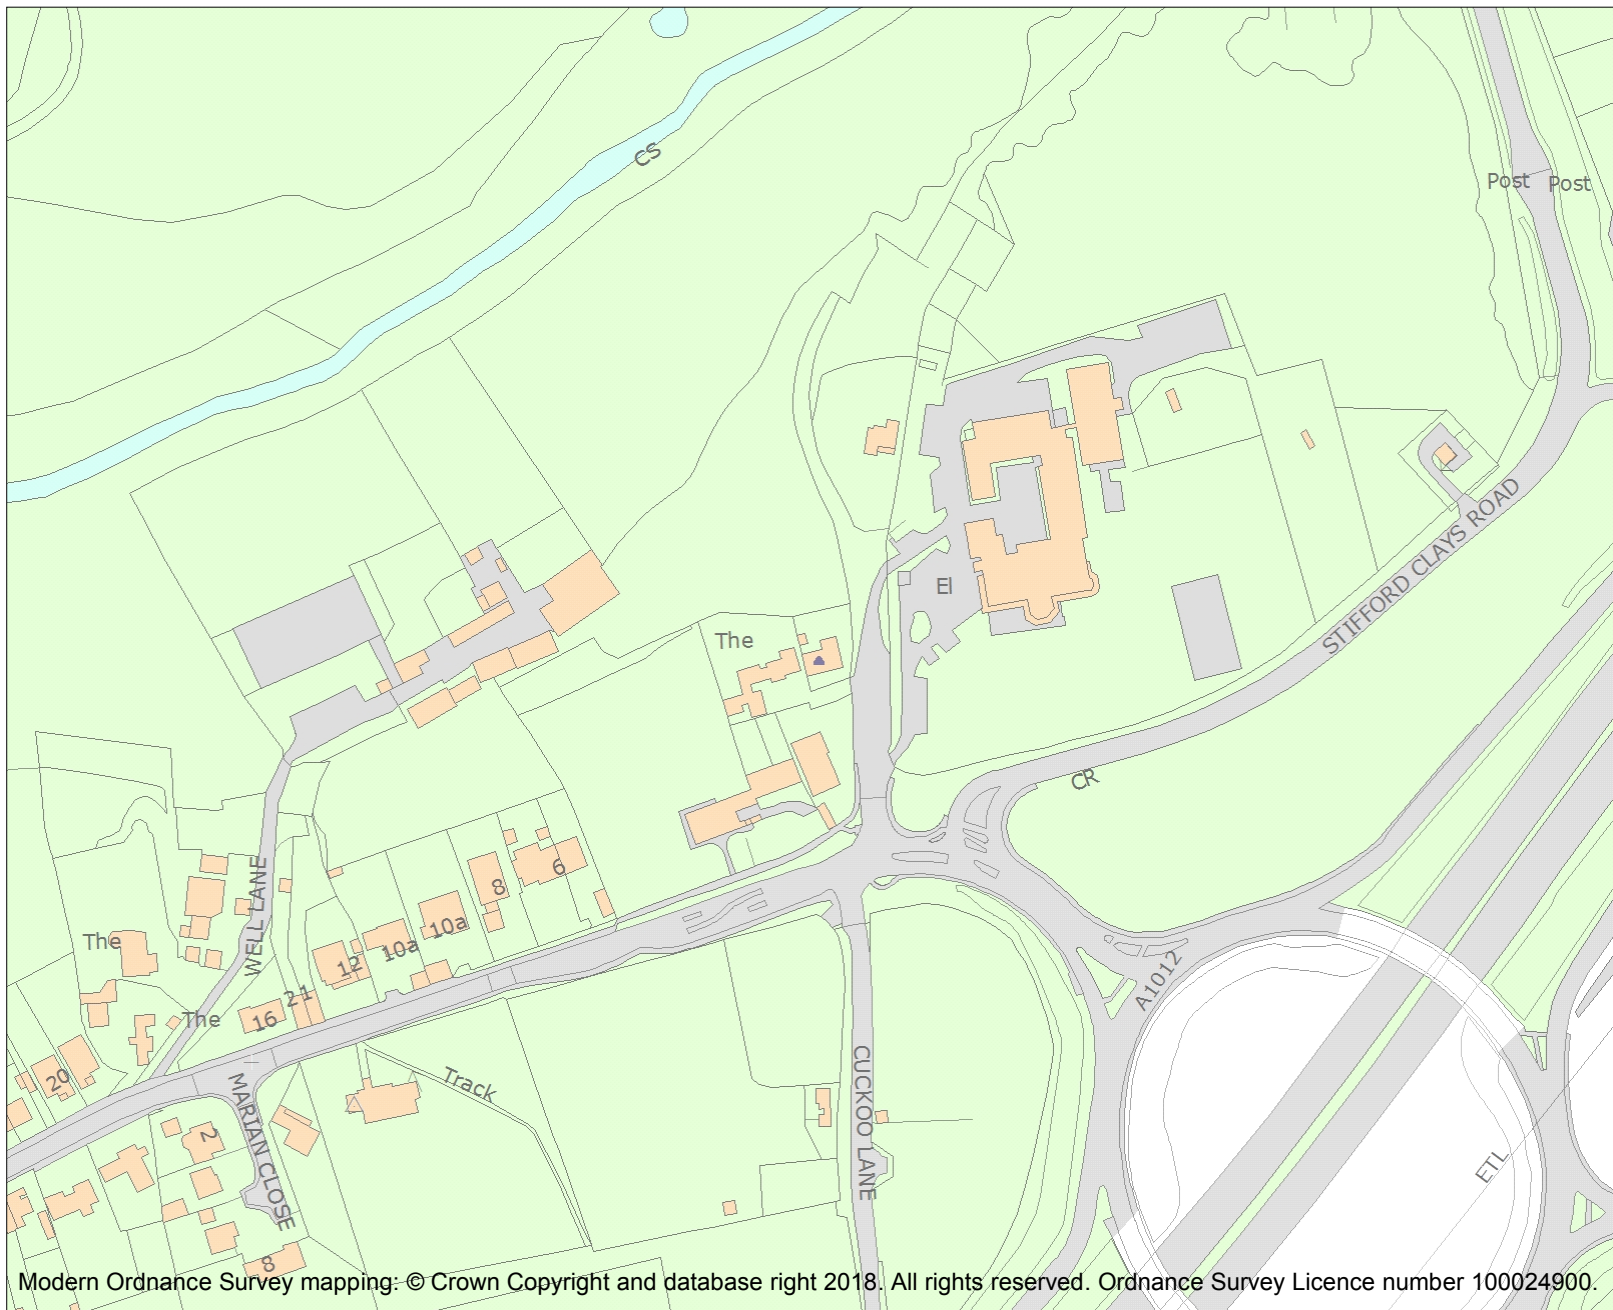 CS
Post
Post
STIFFORD CLAYS ROAD
El
The
CR
WELL LANE
6
8
10a
10a
12
The
2
1
16
The
A1012
20
Track
CUCKOO LANE
MARIAN CLOSE
2
ETL
8
Modern Ordnance Survey mapping: © Crown Copyright and database right 2018. All rights reserved. Ordnance Survey Licence number 100024900.